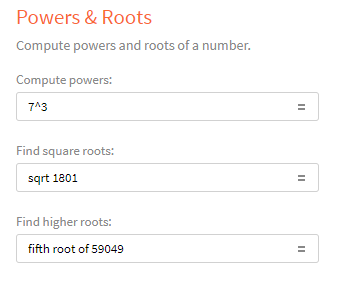 Powers & Roots
Compute powers and roots of a number.
Compute powers:
7^3 =
Find square roots:
sqrt 1801 =
Find higher roots:
fifth root of 59049 =